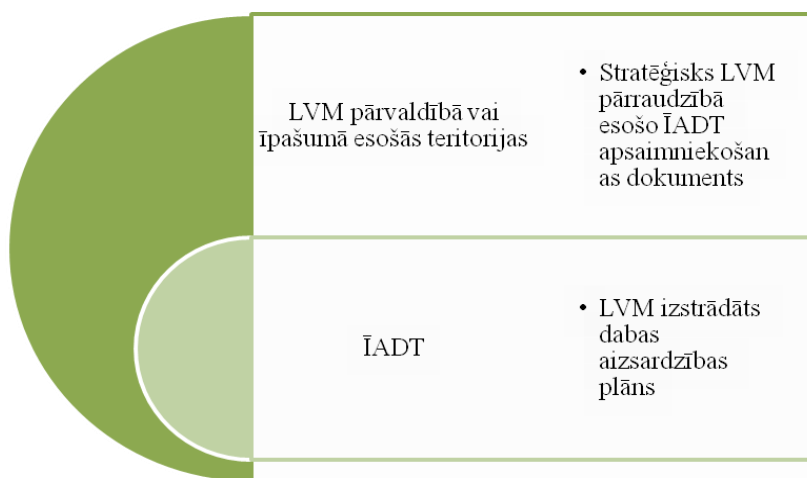 LVM pārvaldībā vai
īpašumā esošās teritorijas
• Stratēģisks LVM
pārraudzībā
esošo ĪADT
apsaimniekošan
as dokuments
ĪADT
• LVM izstrādāts
dabas
aizsardzības
plāns